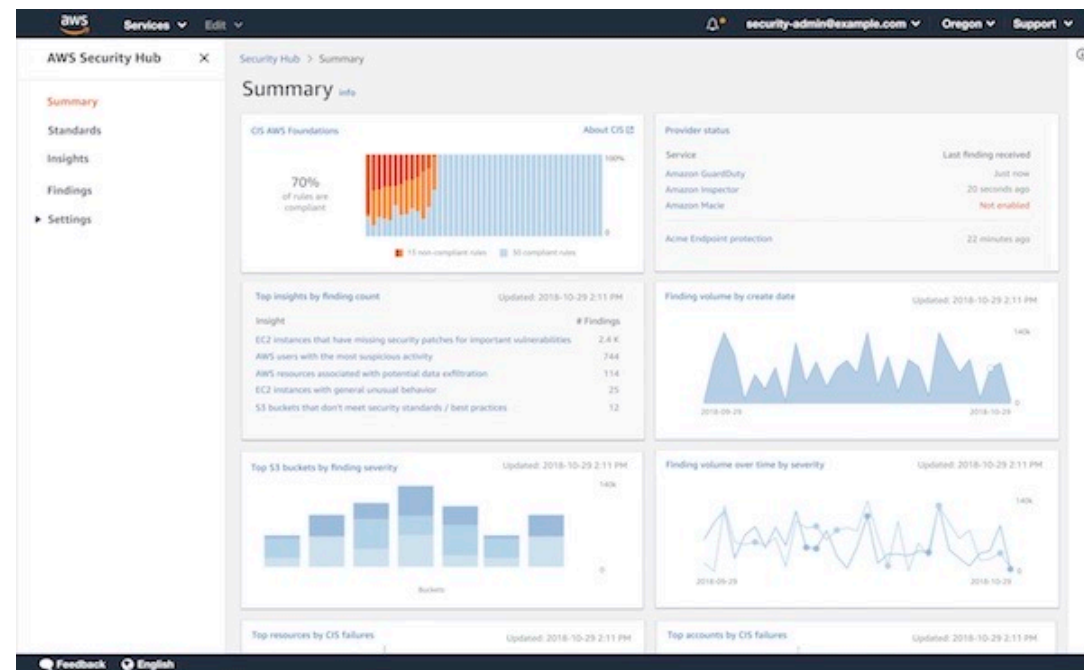 aws Services Edit security-admin@example.com Oregon Support
AWS Security Hub
Summary
Standards
Insights
Findings
Settings
Security Hub > Summary
Summary info
CIS AWS Foundations About CIS
70%
of rules are
compliant
100%
0
15 non-compliant rules 50 compliant rules
Provider status
Service Last finding received
Amazon GuardDuty Just now
Amazon Inspector 20 seconds ago
Amazon Macie Not enabled
Acme Endpoint protection 22 minutes ago
Top insights by finding count Updated: 2018-10-29 2:11 PM
Insight # Findings
EC2 instances that have missing security patches for important vulnerabilities 2.4 K
AWS users with the most suspicious activity 744
AWS resources associated with potential data exfiltration 114
EC2 instances with general unusual behavior 25
S3 buckets that don't meet security standards / best practices 12
Finding volume by create date Updated: 2018-10-29 2:11 PM
140k
0
2018-09-29 2018-10-29
Top S3 buckets by finding severity Updated: 2018-10-29 2:11 PM
140k
0
Buckets
Finding volume over time by severity Updated: 2018-10-29 2:11 PM
140k
0
2018-09-29 2018-10-29
Top resources by CIS failures Updated: 2018-10-29 2:11 PM
Top accounts by CIS failures Updated: 2018-10-29 2:11 PM
Feedback English